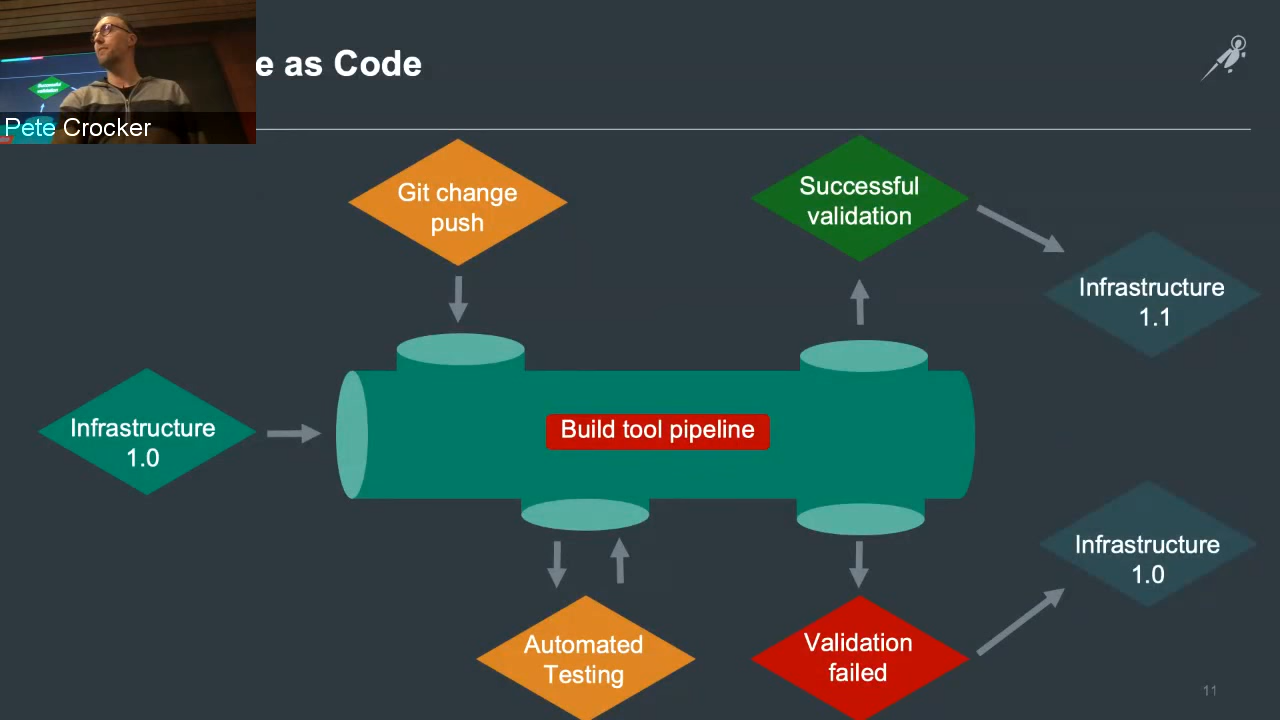 e as Code
Pete Crocker
Git change
push
Successful
validation
Infrastructure
1.1
Infrastructure
1.0
Build tool pipeline
Infrastructure
1.0
Automated
Testing
Validation
failed
11